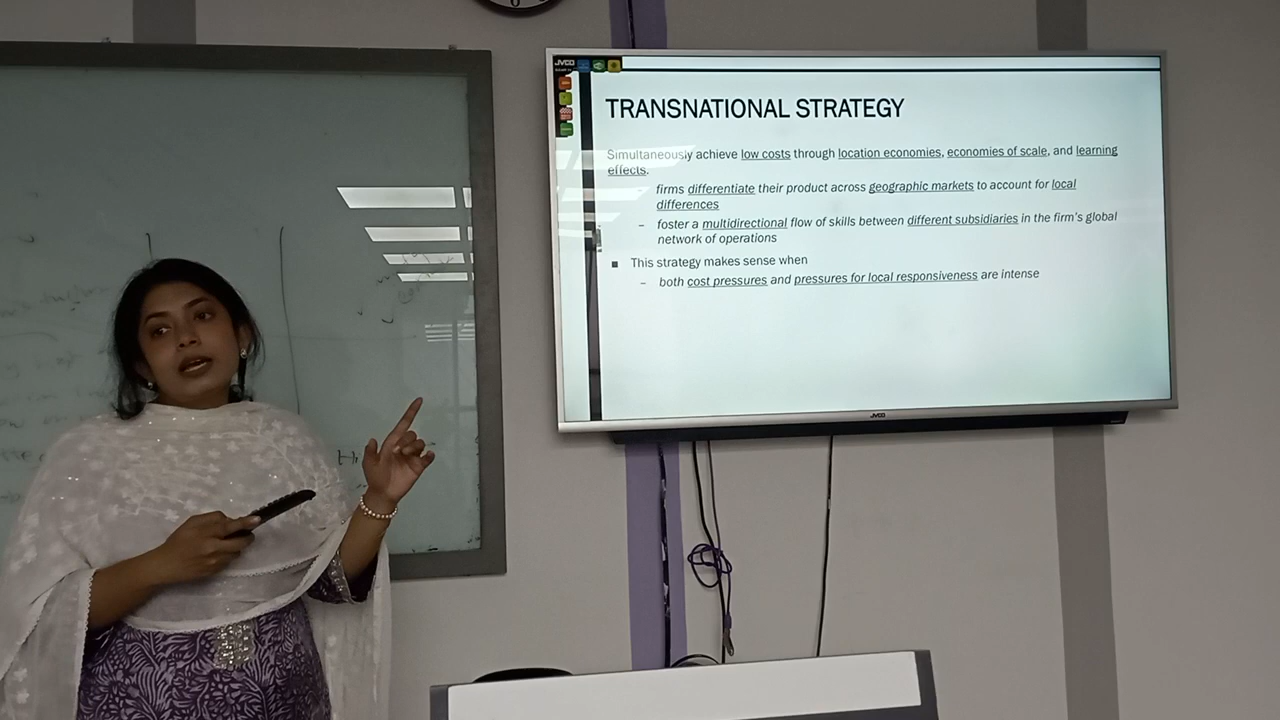 JVCO
TRANSNATIONAL STRATEGY
Simultaneously achieve low costs through location economies, economies of scale, and learning
effects.
– firms differentiate their product across geographic markets to account for local
differences
– foster a multidirectional flow of skills between different subsidiaries in the firm's global
network of operations
■ This strategy makes sense when
– both cost pressures and pressures for local responsiveness are intense
JVCO